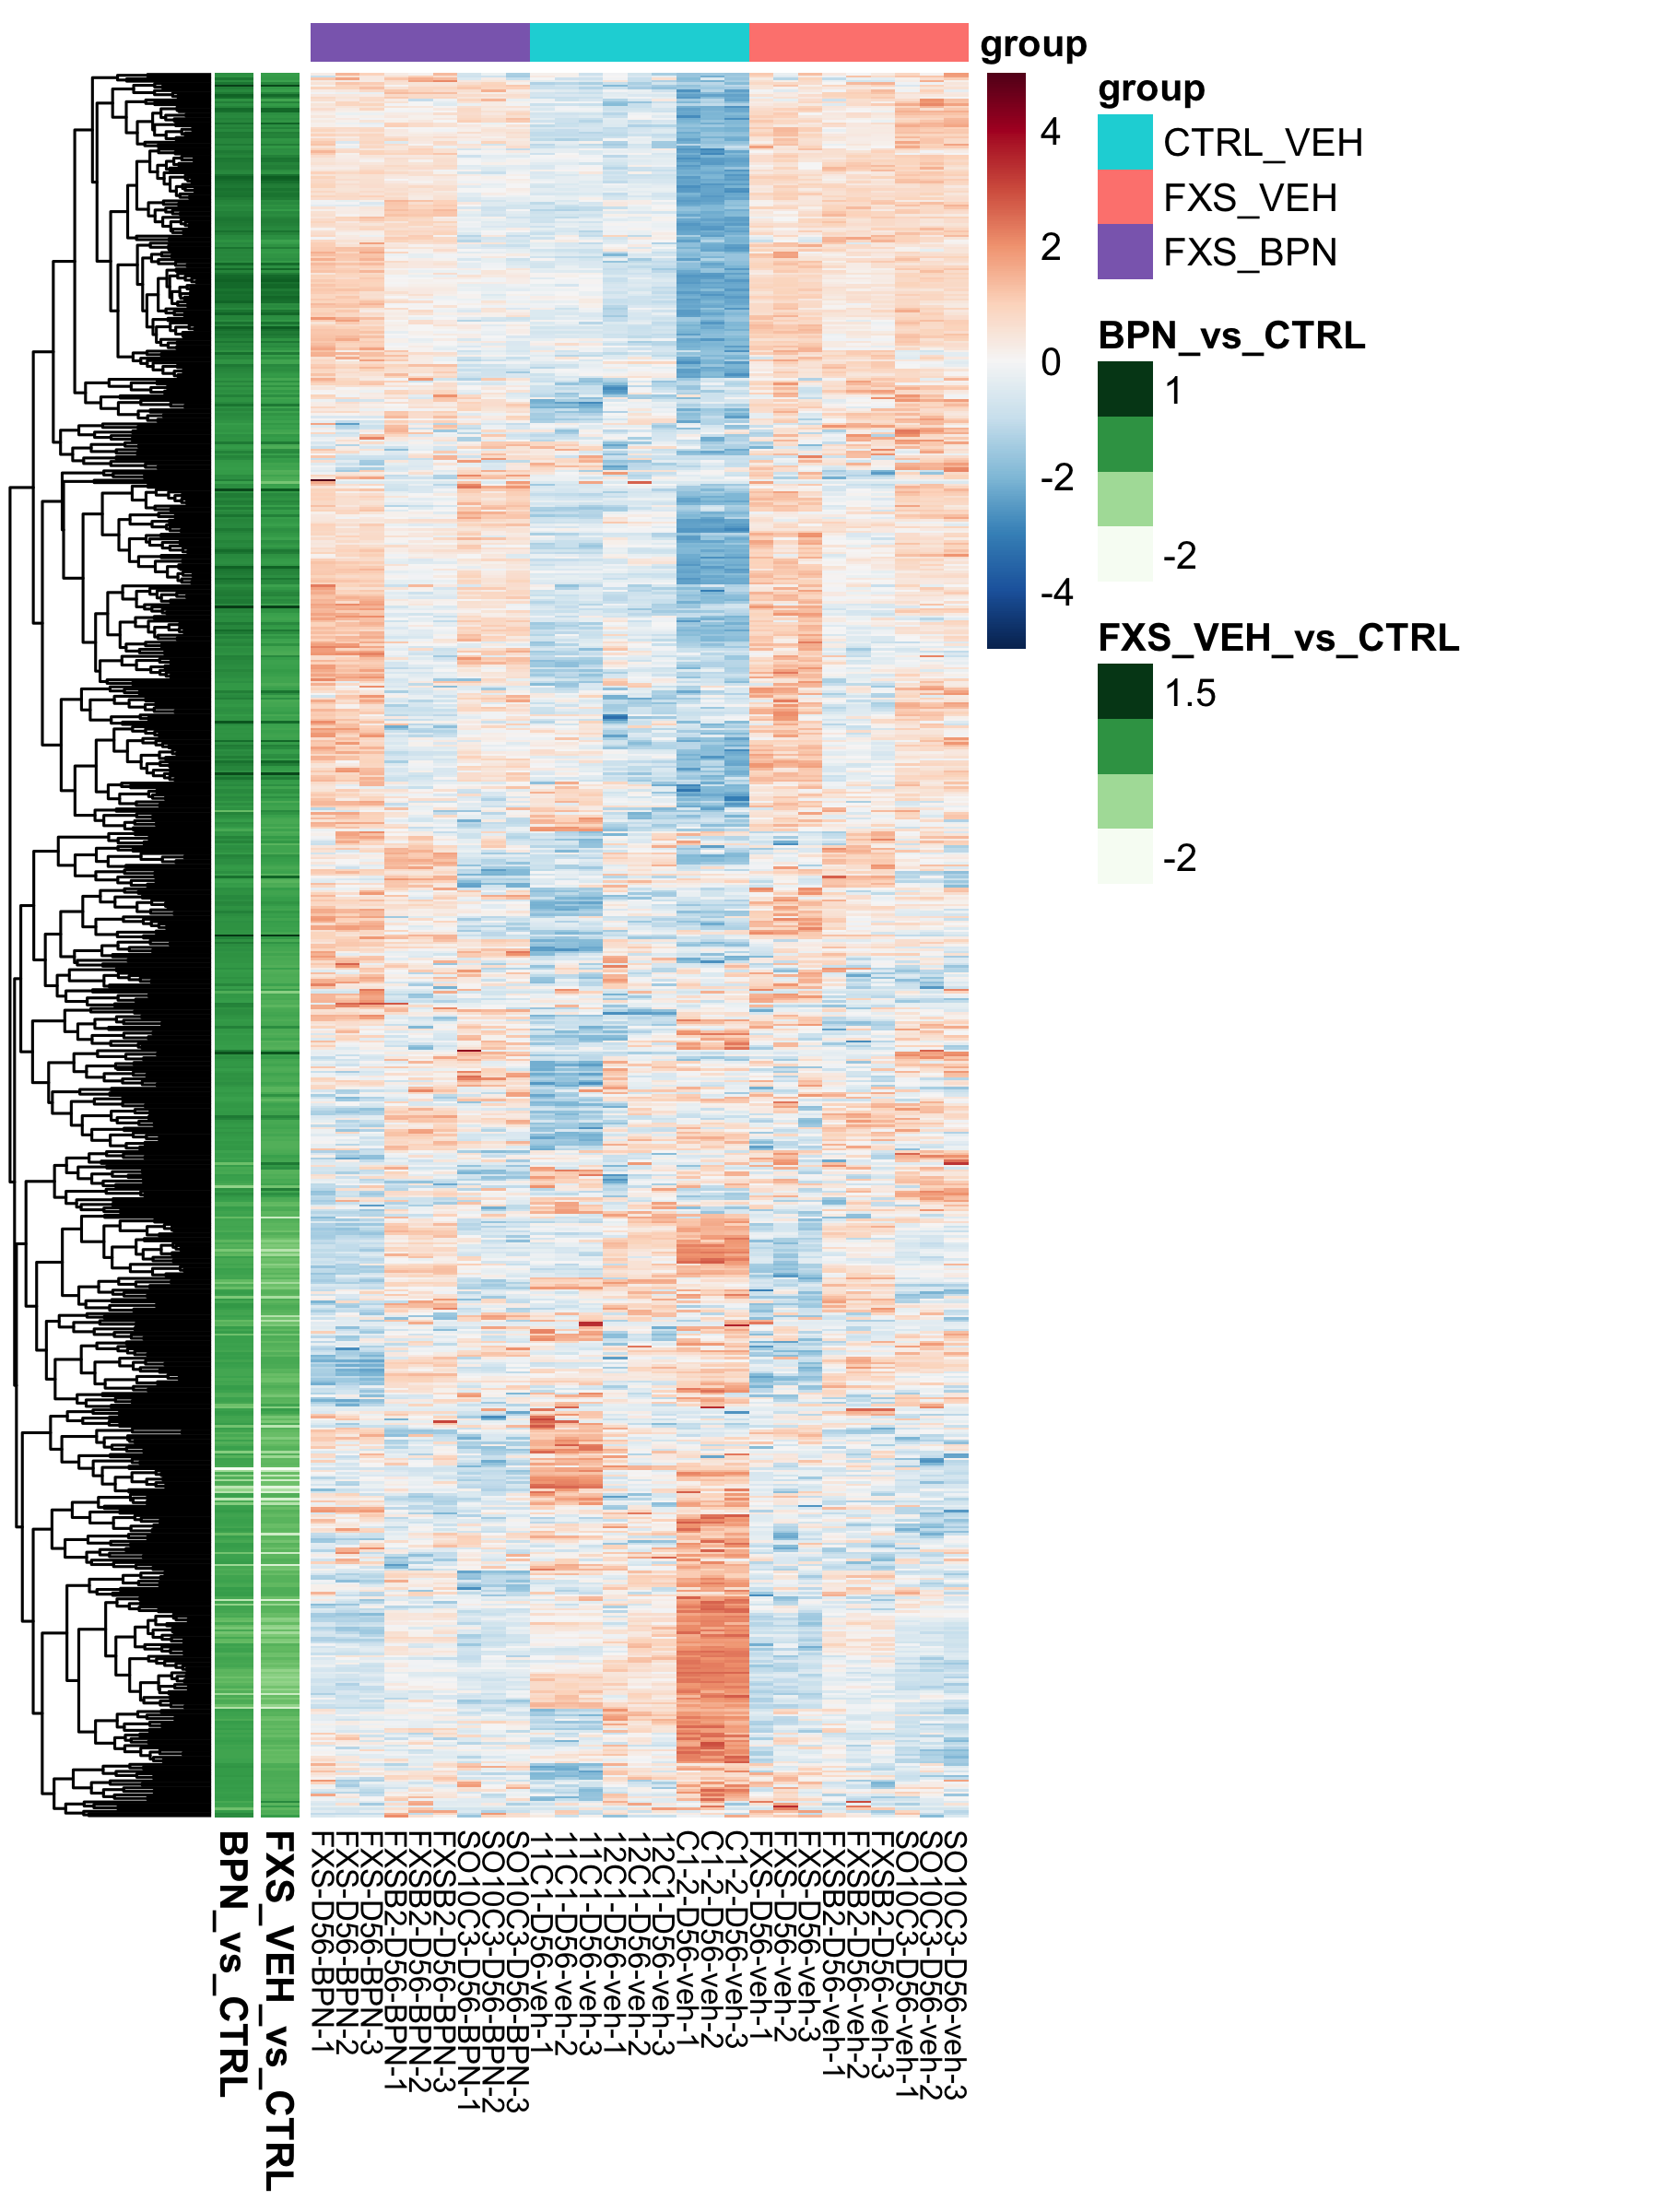 group
4
2
0
-2
-4
group
CTRL_VEH
FXS_VEH
FXS_BPN
BPN_vs_CTRL
1
-2
FXS_VEH_vs_CTRL
1.5
-2
BPN_vs_CTRL
FXS_VEH_vs_CTRL
FXS-D56-BPN-1
FXS-D56-BPN-2
FXS-D56-BPN-3
FXSB2-D56-BPN-1
FXSB2-D56-BPN-2
FXSB2-D56-BPN-3
SO10C3-D56-BPN-1
SO10C3-D56-BPN-2
SO10C3-D56-BPN-3
11C1-D56-veh-1
11C1-D56-veh-2
11C1-D56-veh-3
12C1-D56-veh-1
12C1-D56-veh-2
12C1-D56-veh-3
C1-2-D56-veh-1
C1-2-D56-veh-2
C1-2-D56-veh-3
FXS-D56-veh-1
FXS-D56-veh-2
FXS-D56-veh-3
FXSB2-D56-veh-1
FXSB2-D56-veh-2
FXSB2-D56-veh-3
SO10C3-D56-veh-1
SO10C3-D56-veh-2
SO10C3-D56-veh-3